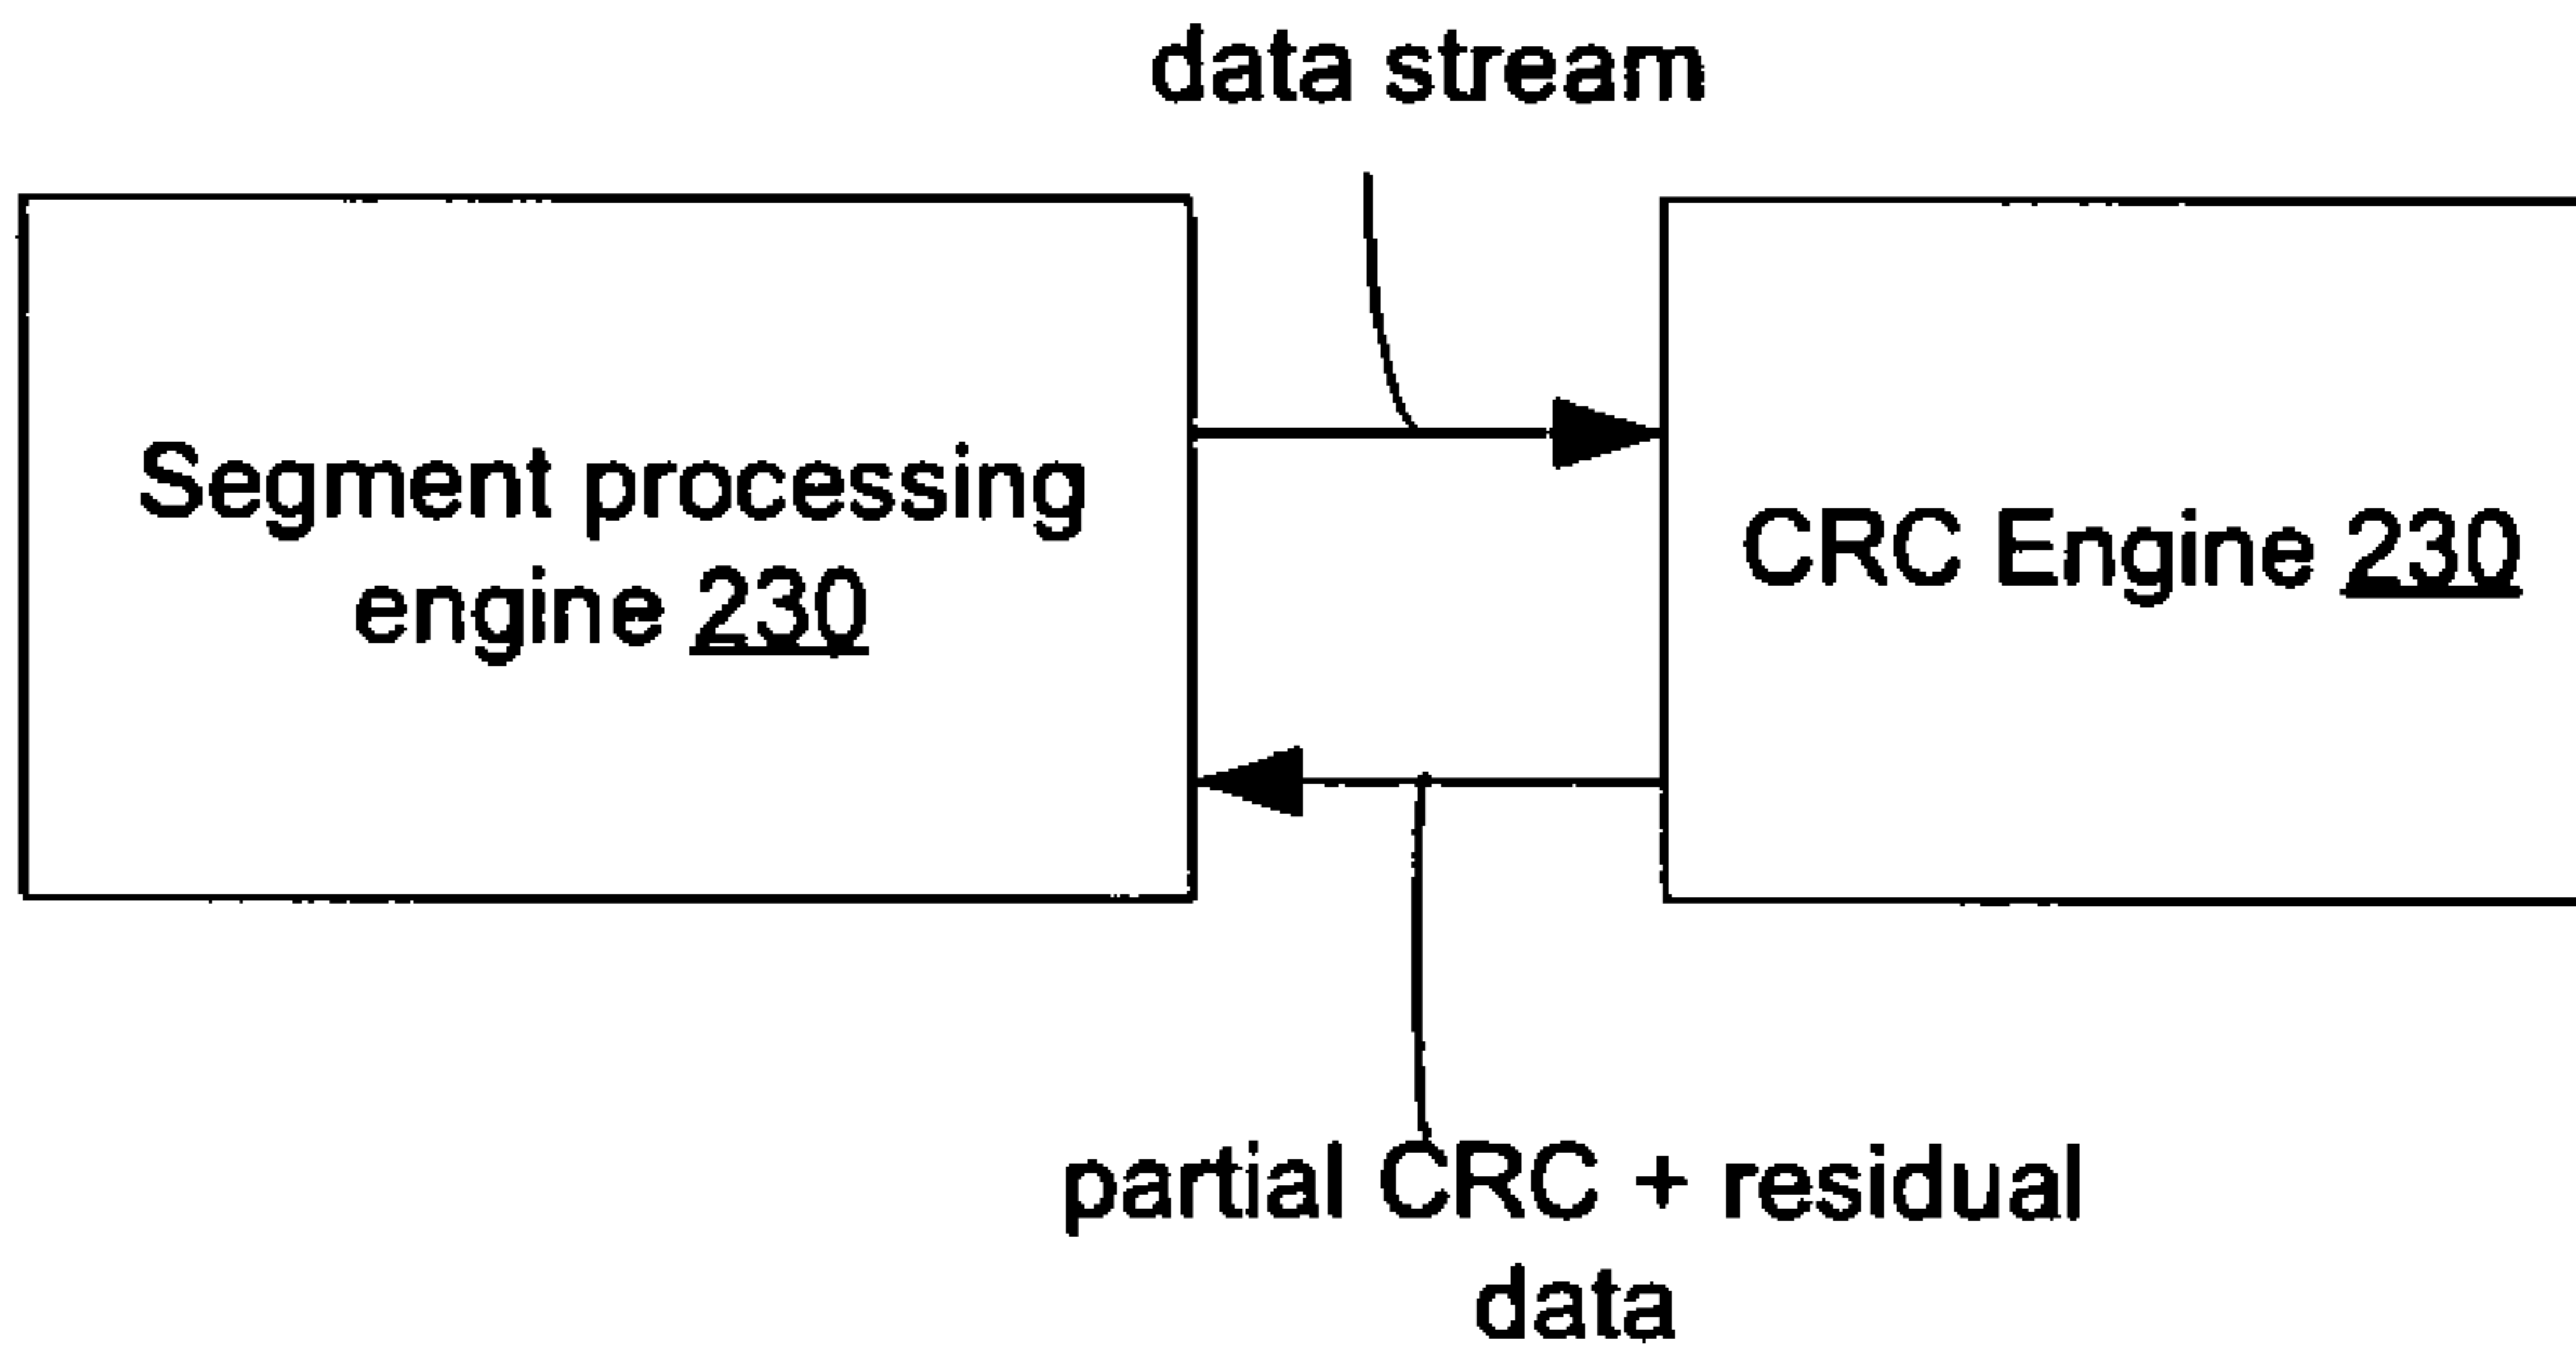 data stream
Segment processing
engine 230
CRC Engine 230
partial CRC + residual
data